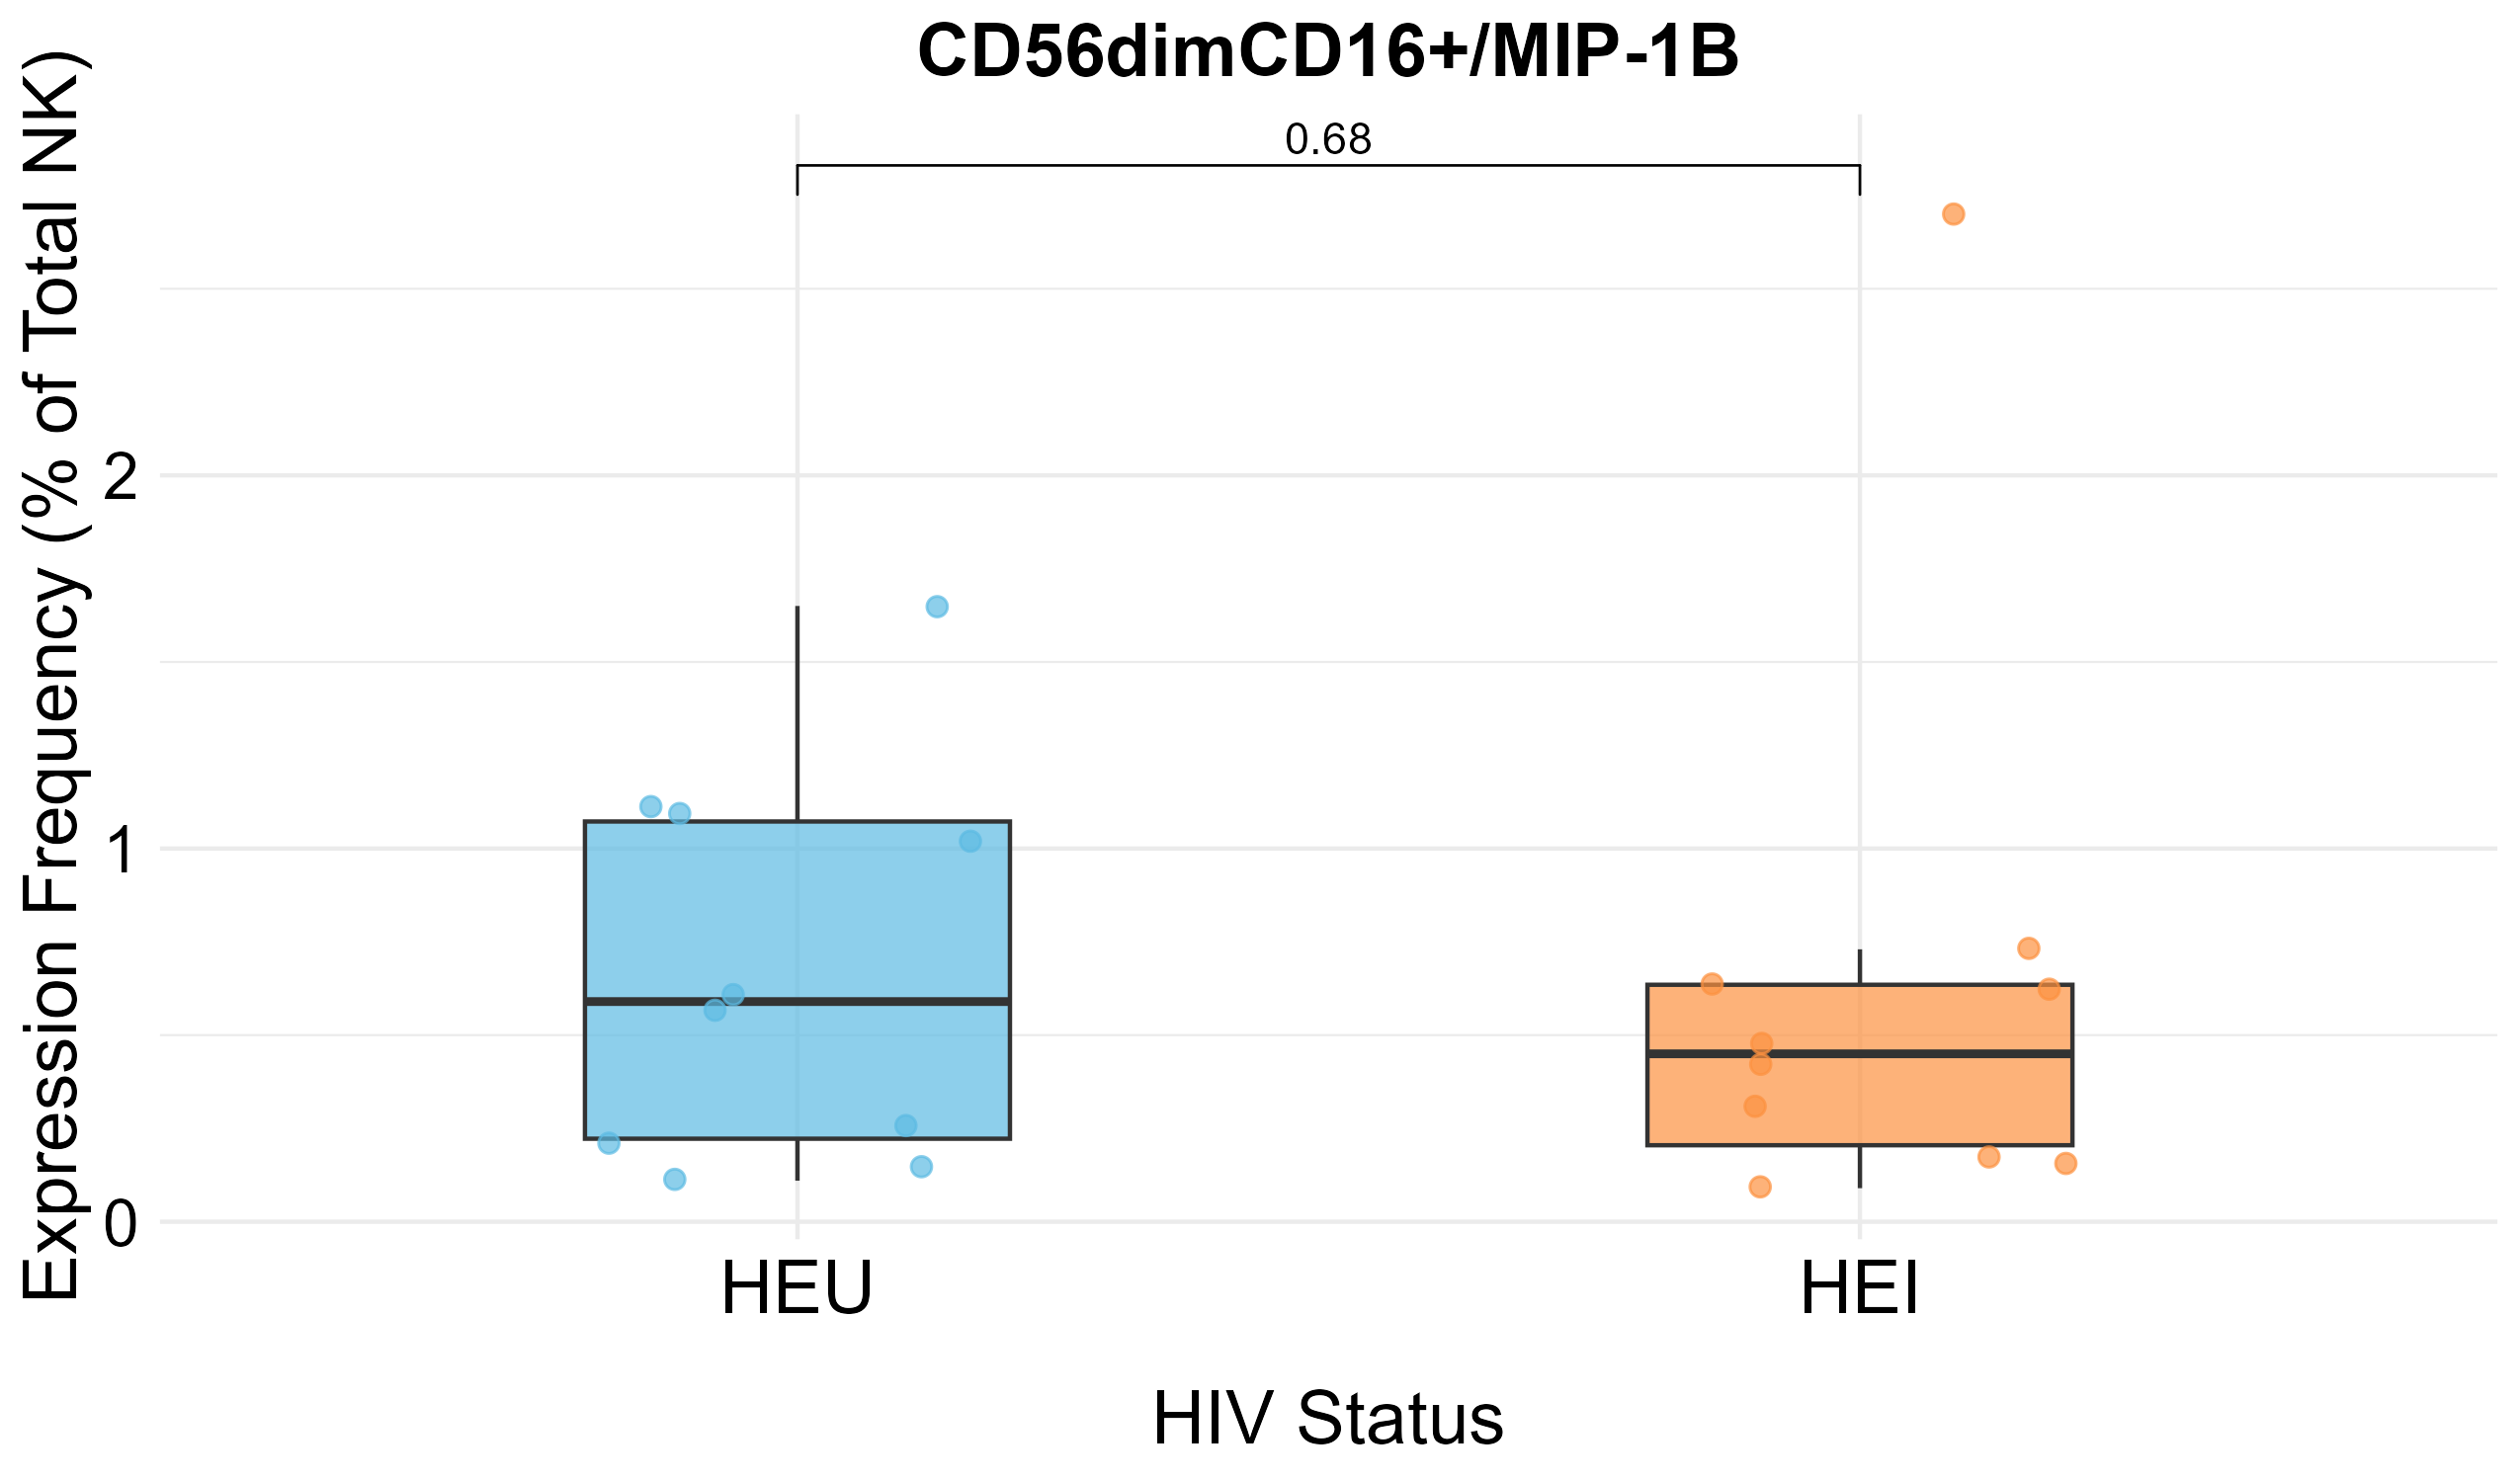 CD56dimCD16+/MIP-1B
0.68
Expression Frequency (% of Total NK)
2
1
0
HEU
HEI
HIV Status